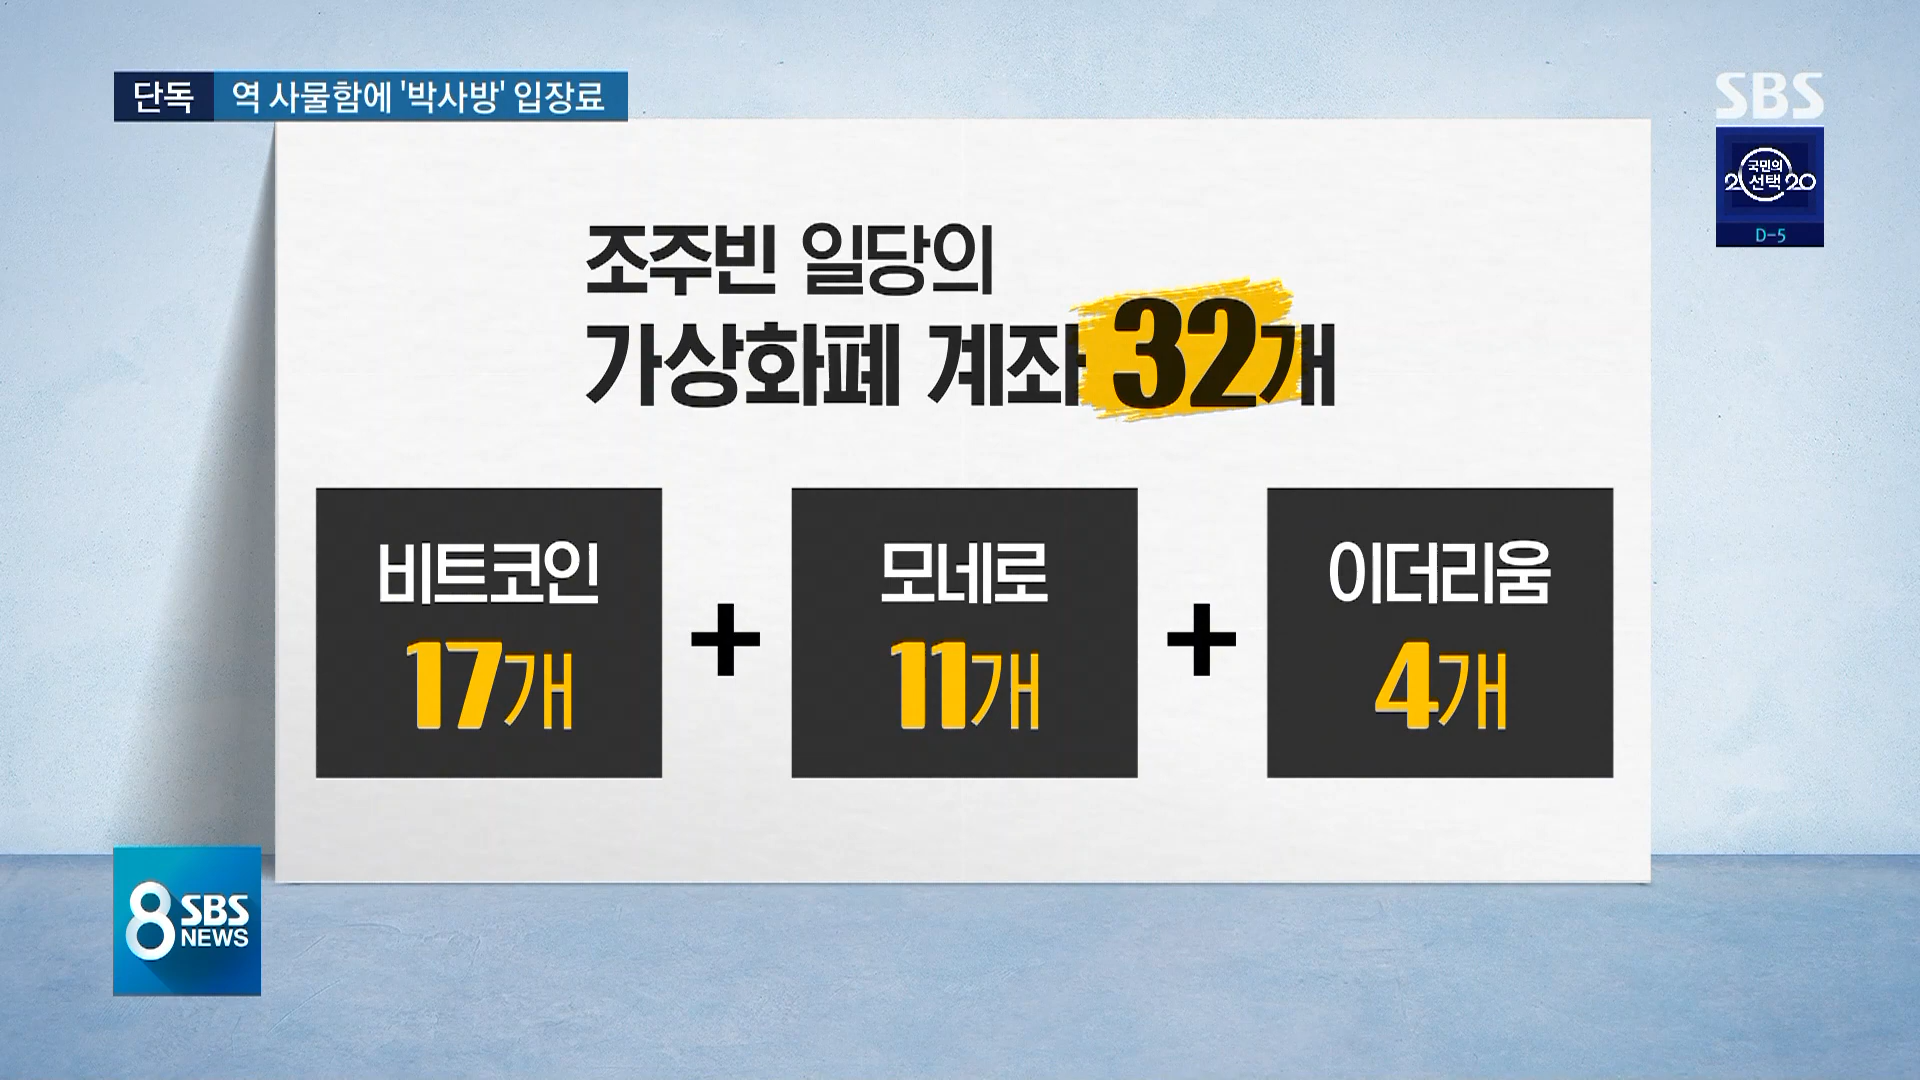 단독 역 사물함에 '박사방' 입장료
SBS
국민의
2020
선택
D-5
조주빈 일당의
가상화폐 계좌 32개
비트코인
17개
+
모네로
11개
+
이더리움
4개
8 SBS
NEWS